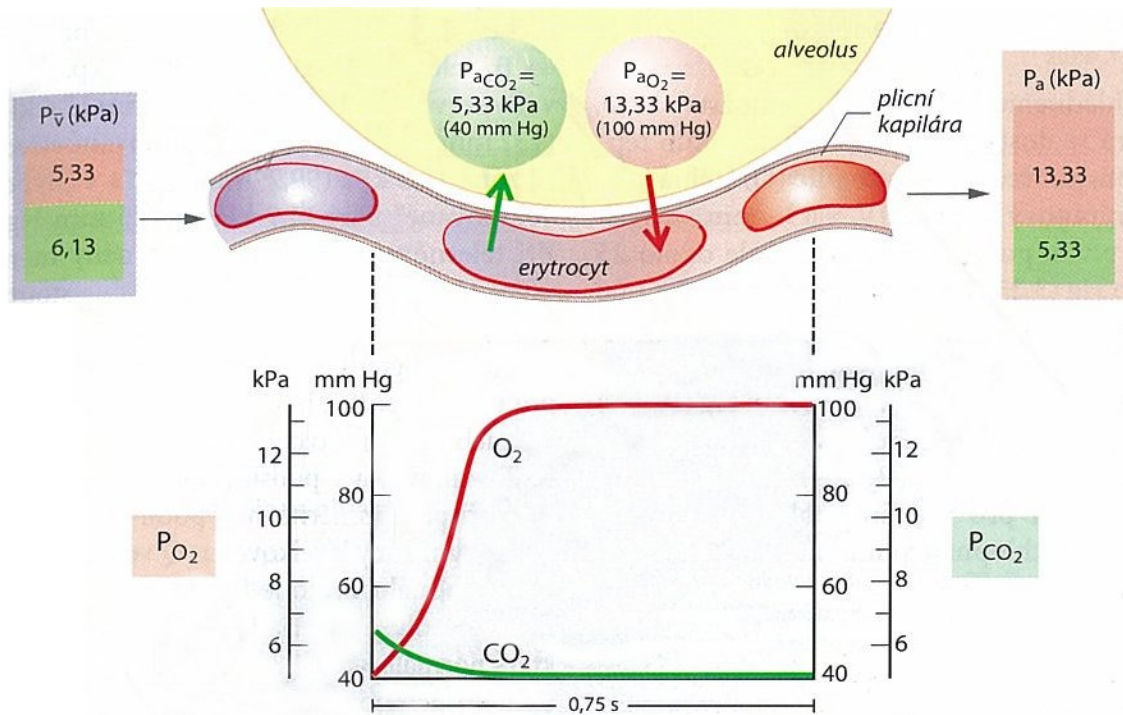 alveolus
P_aCO₂ =
5,33 kPa
(40 mm Hg)
P_aO₂ =
13,33 kPa
(100 mm Hg)
plicní
kapilára
P_v̄ (kPa)
5,33
6,13
P_a (kPa)
13,33
5,33
erytrocyt
kPa
mm Hg
mm Hg
kPa
12
10
8
6
100
80
60
40
O₂
CO₂
100
80
60
40
12
10
8
6
P_O₂
P_CO₂
0,75 s